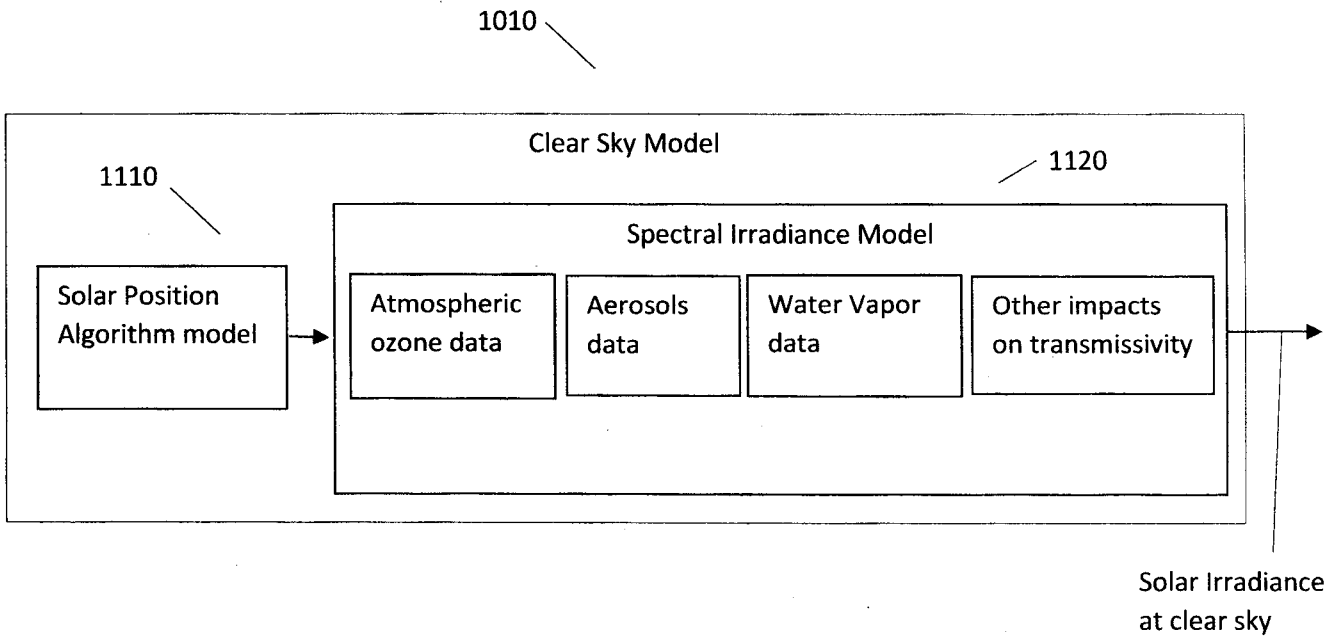 1010
Clear Sky Model
1110
1120
Spectral Irradiance Model
Solar Position
Algorithm model
Atmospheric
ozone data
Aerosols
data
Water Vapor
data
Other impacts
on transmissivity
Solar Irradiance
at clear sky